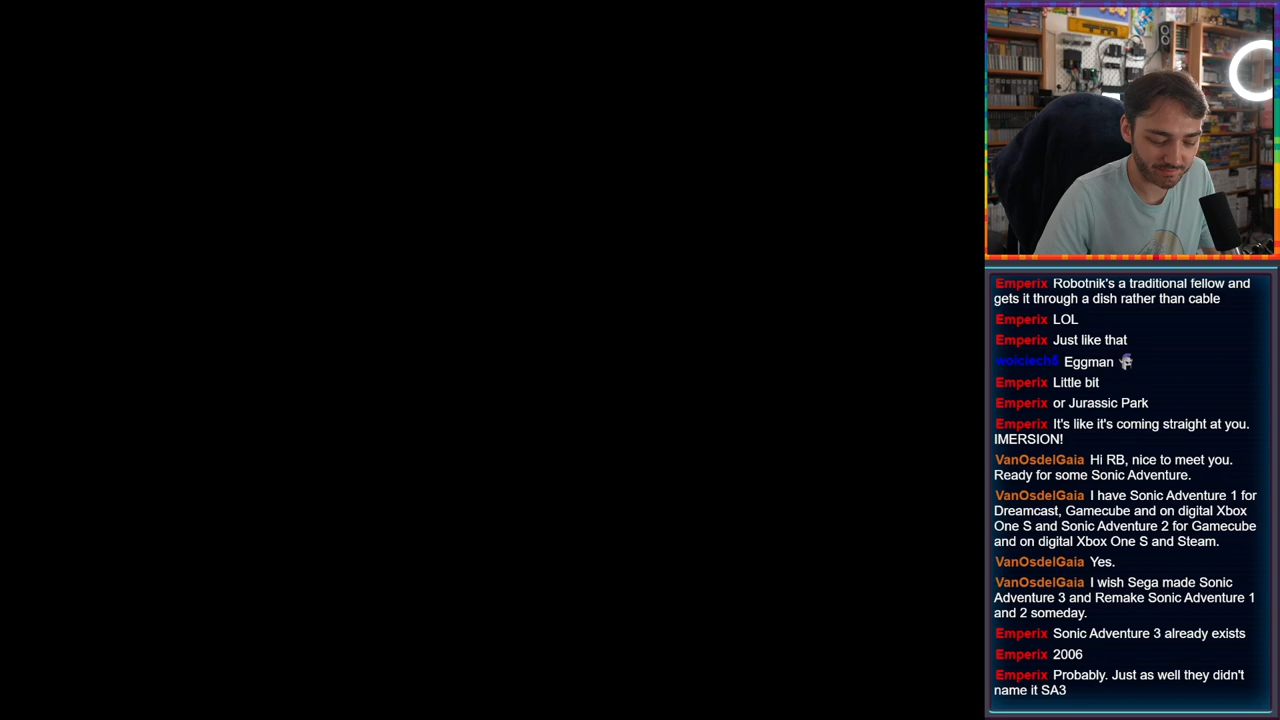 Emperix Robotnik's a traditional fellow and
gets it through a dish rather than cable
Emperix LOL
Emperix Just like that
wojciech5 Eggman
Emperix Little bit
Emperix or Jurassic Park
Emperix It's like it's coming straight at you.
IMERSION!
VanOsdelGaia Hi RB, nice to meet you.
Ready for some Sonic Adventure.
VanOsdelGaia I have Sonic Adventure 1 for
Dreamcast, Gamecube and on digital Xbox
One S and Sonic Adventure 2 for Gamecube
and on digital Xbox One S and Steam.
VanOsdelGaia Yes.
VanOsdelGaia I wish Sega made Sonic
Adventure 3 and Remake Sonic Adventure 1
and 2 someday.
Emperix Sonic Adventure 3 already exists
Emperix 2006
Emperix Probably. Just as well they didn't
name it SA3